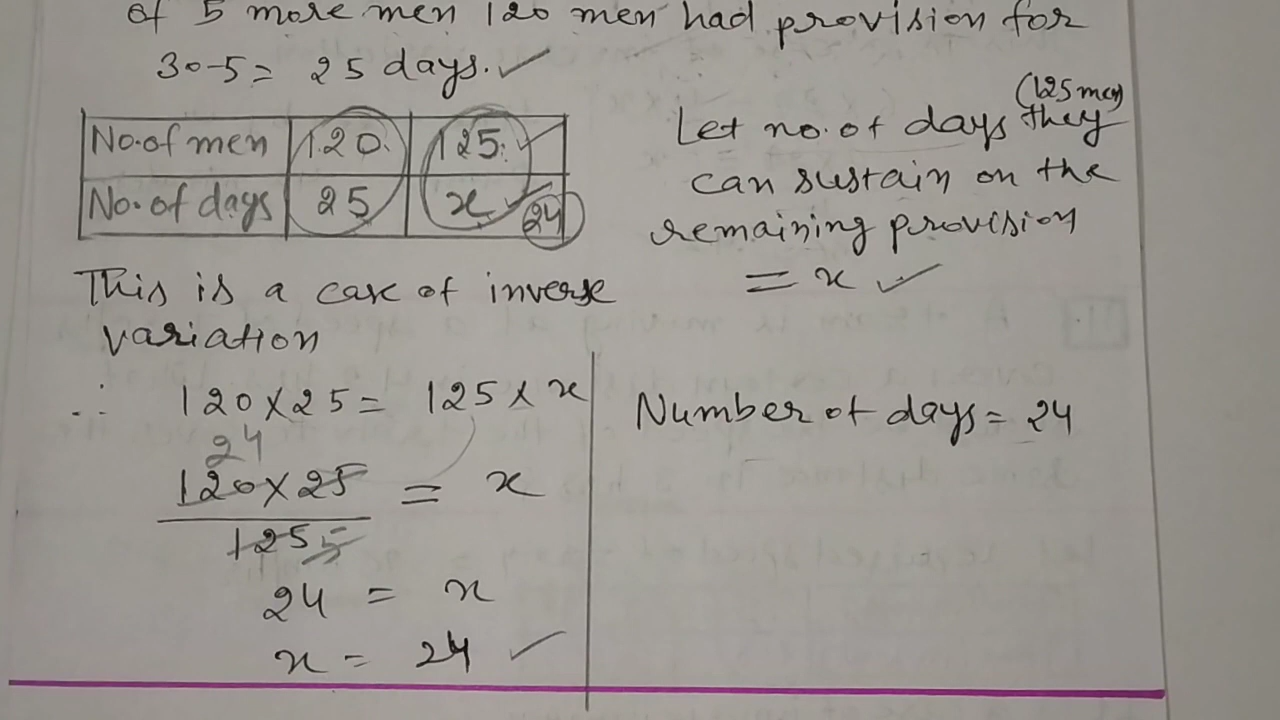 of 5 more men 120 men had provision for
30-5= 25 days. ✓
No. of men 120. 125. ✓
No. of days 25 x ✓ 24
(125 men)
Let no. of days they
can sustain on the
remaining provision
= x ✓
This is a case of inverse
variation
∴ 120 × 25 = 125 × x
24
120 × 25 = x
125 5
24 = x
x = 24 ✓
Number of days = 24